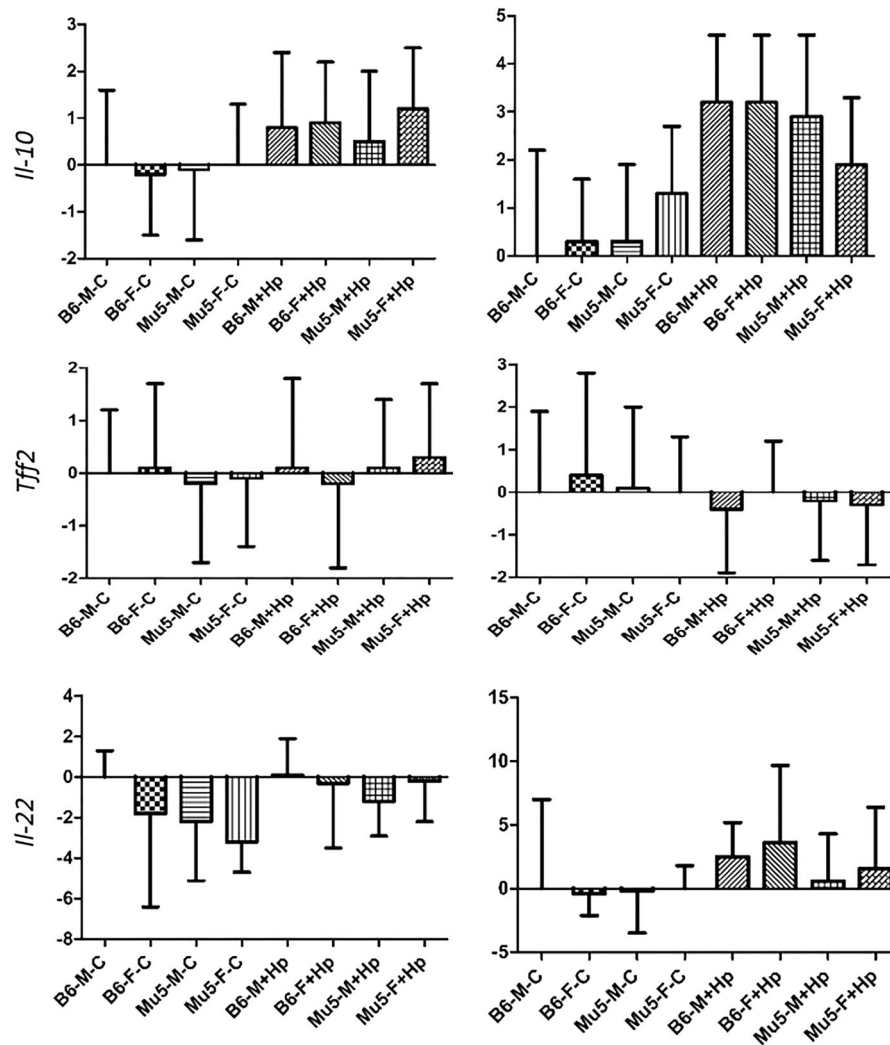 Il-10
3
2
1
0
-1
-2
B6-M-C
B6-F-C
Mu5-M-C
Mu5-F-C
B6-M+Hp
B6-F+Hp
Mu5-M+Hp
Mu5-F+Hp
5
4
3
2
1
0
B6-M-C
B6-F-C
Mu5-M-C
Mu5-F-C
B6-M+Hp
B6-F+Hp
Mu5-M+Hp
Mu5-F+Hp
Tff2
2
1
0
-1
-2
B6-M-C
B6-F-C
Mu5-M-C
Mu5-F-C
B6-M+Hp
B6-F+Hp
Mu5-M+Hp
Mu5-F+Hp
3
2
1
0
-1
-2
B6-M-C
B6-F-C
Mu5-M-C
Mu5-F-C
B6-M+Hp
B6-F+Hp
Mu5-M+Hp
Mu5-F+Hp
Il-22
4
2
0
-2
-4
-6
-8
B6-M-C
B6-F-C
Mu5-M-C
Mu5-F-C
B6-M+Hp
B6-F+Hp
Mu5-M+Hp
Mu5-F+Hp
15
10
5
0
-5
B6-M-C
B6-F-C
Mu5-M-C
Mu5-F-C
B6-M+Hp
B6-F+Hp
Mu5-M+Hp
Mu5-F+Hp